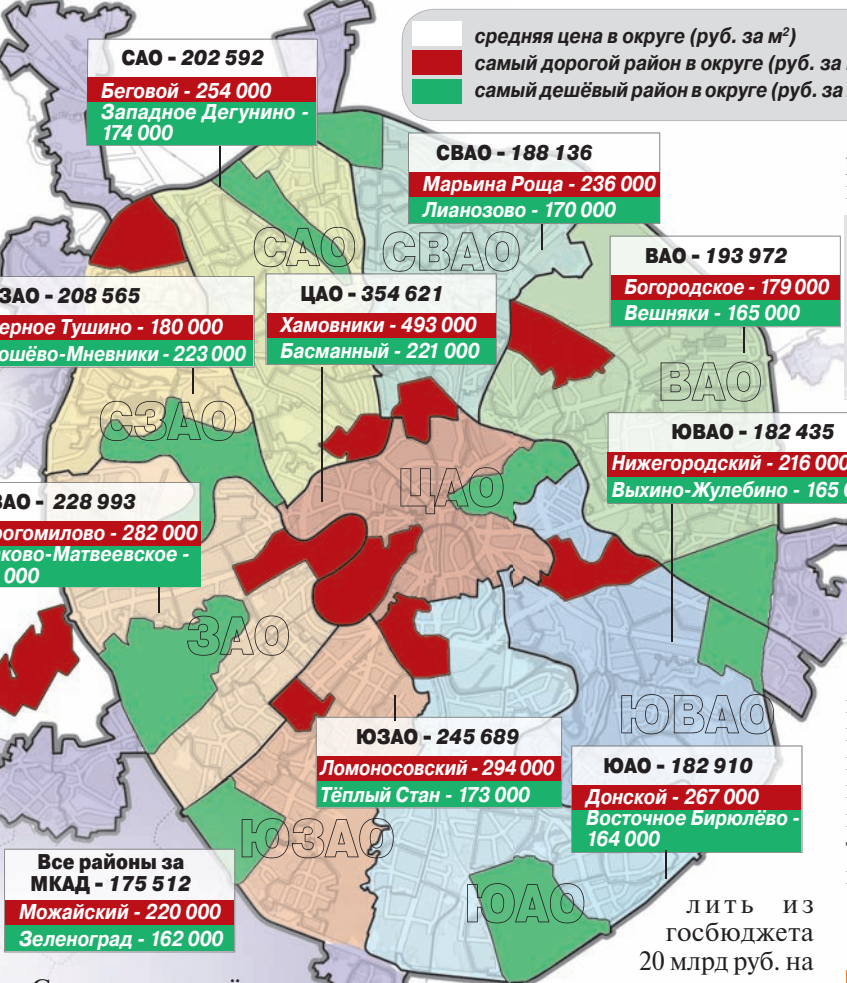 средняя цена в округе (руб. за м²)
самый дорогой район в округе (руб. за
самый дешёвый район в округе (руб. за
САО - 202 592
Беговой - 254 000
Западное Дегунино -
174 000
СВАО - 188 136
Марьина Роща - 236 000
Лианозово - 170 000
ВАО - 193 972
Богородское - 179 000
Вешняки - 165 000
ЗАО - 208 565
ерное Тушино - 180 000
ошёво-Мневники - 223 000
ЦАО - 354 621
Хамовники - 493 000
Басманный - 221 000
ЮВАО - 182 435
Нижегородский - 216 000
Выхино-Жулебино - 165
ВАО - 228 993
рогомилово - 282 000
ково-Матвеевское -
000
ЮЗАО - 245 689
Ломоносовский - 294 000
Тёплый Стан - 173 000
ЮАО - 182 910
Донской - 267 000
Восточное Бирюлёво -
164 000
Все районы за
МКАД - 175 512
Можайский - 220 000
Зеленоград - 162 000
САО
СВАО
ВАО
СЗАО
ЦАО
ЗАО
ЮВАО
ЮЗАО
ЮАО
лить из
госбюджета
20 млрд руб. на